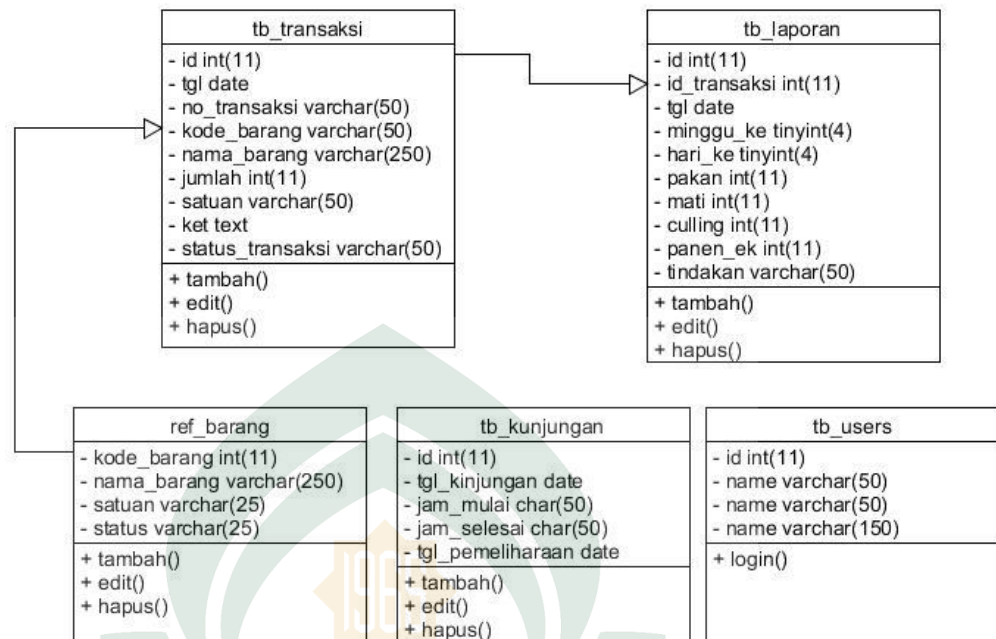 tb_transaksi
- id int(11)
- tgl date
- no_transaksi varchar(50)
- kode_barang varchar(50)
- nama_barang varchar(250)
- jumlah int(11)
- satuan varchar(50)
- ket text
- status_transaksi varchar(50)
+ tambah()
+ edit()
+ hapus()
tb_laporan
- id int(11)
- id_transaksi int(11)
- tgl date
- minggu_ke tinyint(4)
- hari_ke tinyint(4)
- pakan int(11)
- mati int(11)
- culling int(11)
- panen_ek int(11)
- tindakan varchar(50)
+ tambah()
+ edit()
+ hapus()
ref_barang
- kode_barang int(11)
- nama_barang varchar(250)
- satuan varchar(25)
- status varchar(25)
+ tambah()
+ edit()
+ hapus()
tb_kunjungan
- id int(11)
- tgl_kinjungan date
- jam_mulai char(50)
- jam_selesai char(50)
- tgl_pemeliharaan date
+ tambah()
+ edit()
+ hapus()
tb_users
- id int(11)
- name varchar(50)
- name varchar(50)
- name varchar(150)
+ login()
1969